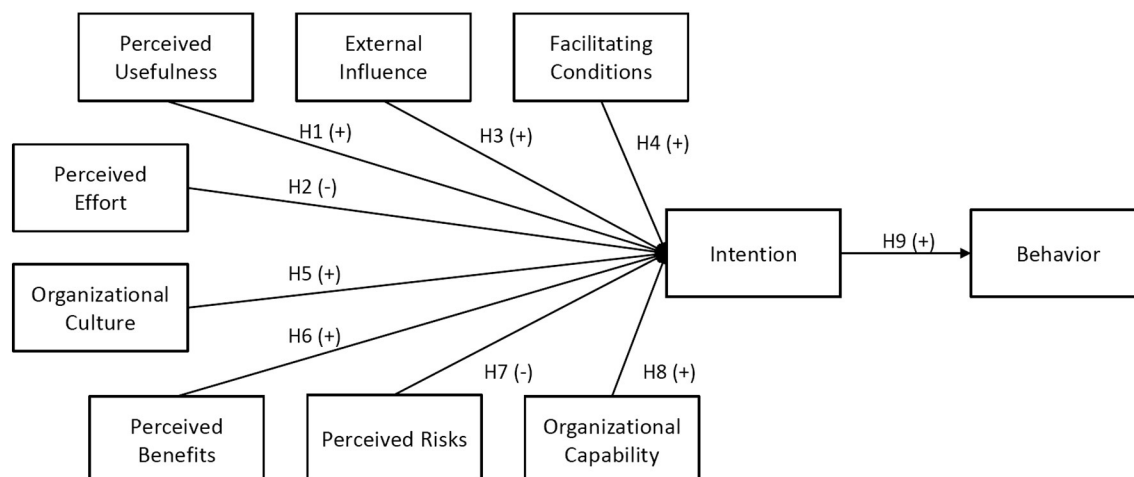 Perceived
Usefulness
External
Influence
Facilitating
Conditions
H1 (+)
H3 (+)
H4 (+)
Perceived
Effort
H2 (-)
Intention
H9 (+)
Behavior
Organizational
Culture
H5 (+)
H6 (+)
H7 (-)
H8 (+)
Perceived
Benefits
Perceived Risks
Organizational
Capability